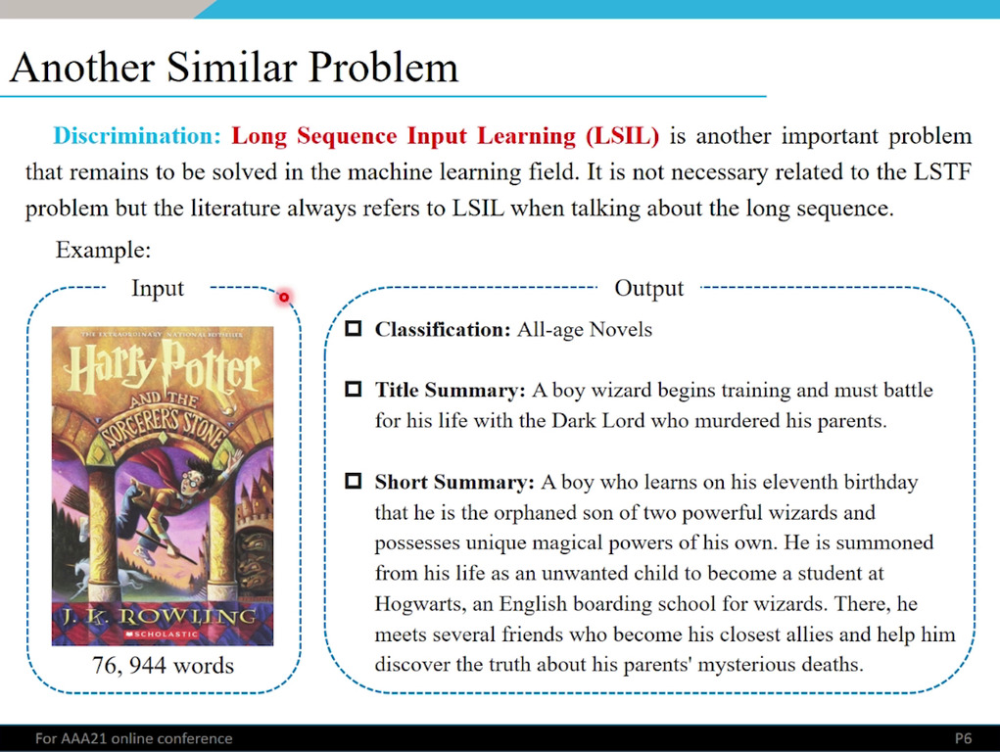 Another Similar Problem
Discrimination: Long Sequence Input Learning (LSIL) is another important problem
that remains to be solved in the machine learning field. It is not necessary related to the LSTF
problem but the literature always refers to LSIL when talking about the long sequence.
Example:
Input
THE EXTRAORDINARY NATIONAL BESTSELLER
Harry Potter
AND THE
SORCERER'S STONE
J. K. ROWLING
SCHOLASTIC
76, 944 words
Output
Classification: All-age Novels
Title Summary: A boy wizard begins training and must battle
for his life with the Dark Lord who murdered his parents.
Short Summary: A boy who learns on his eleventh birthday
that he is the orphaned son of two powerful wizards and
possesses unique magical powers of his own. He is summoned
from his life as an unwanted child to become a student at
Hogwarts, an English boarding school for wizards. There, he
meets several friends who become his closest allies and help him
discover the truth about his parents' mysterious deaths.
For AAA21 online conference
P6